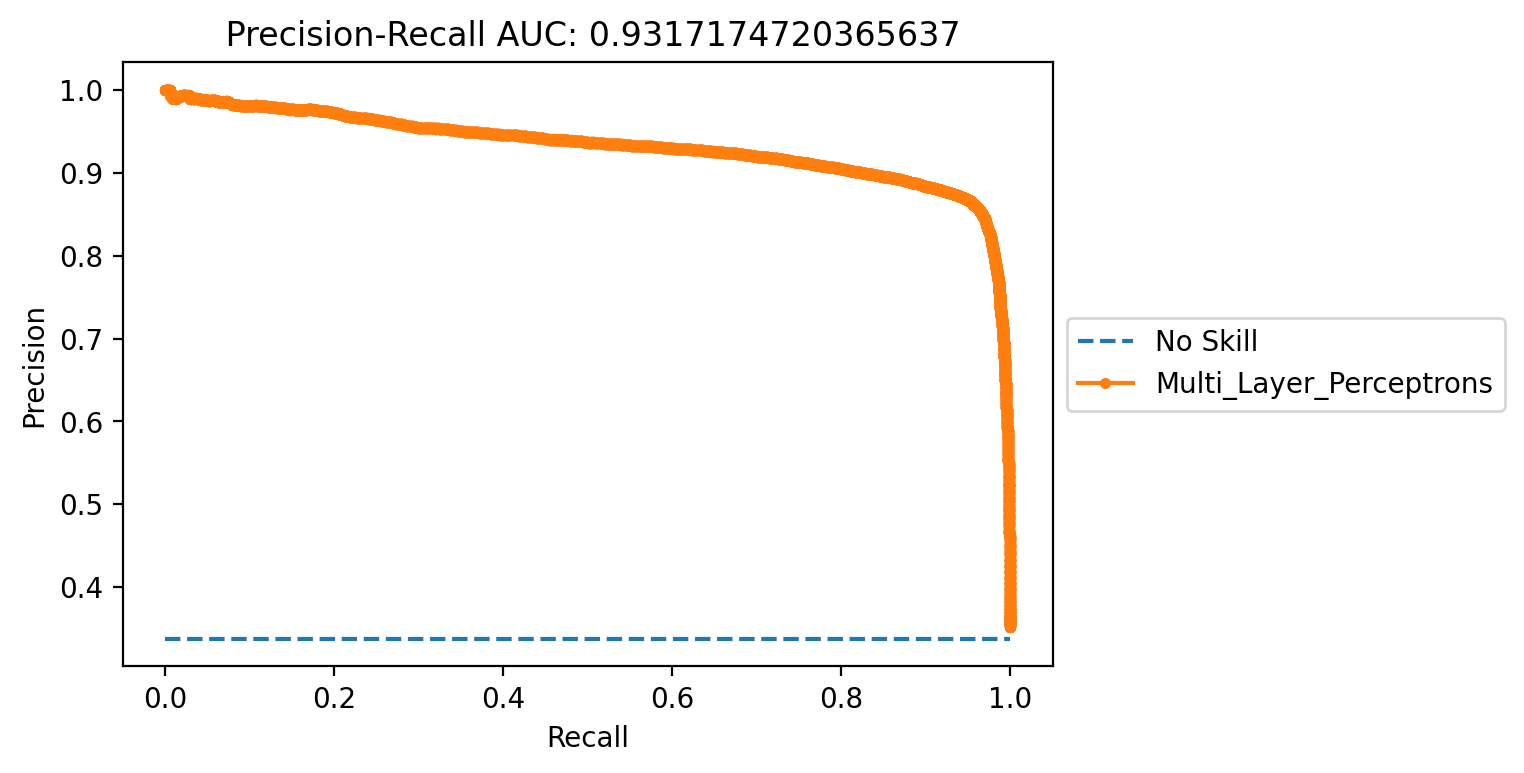 Precision-Recall AUC: 0.9317174720365637
1.0
0.9
0.8
0.7
0.6
0.5
0.4
Precision
0.0 0.2 0.4 0.6 0.8 1.0
Recall
No Skill
Multi_Layer_Perceptrons